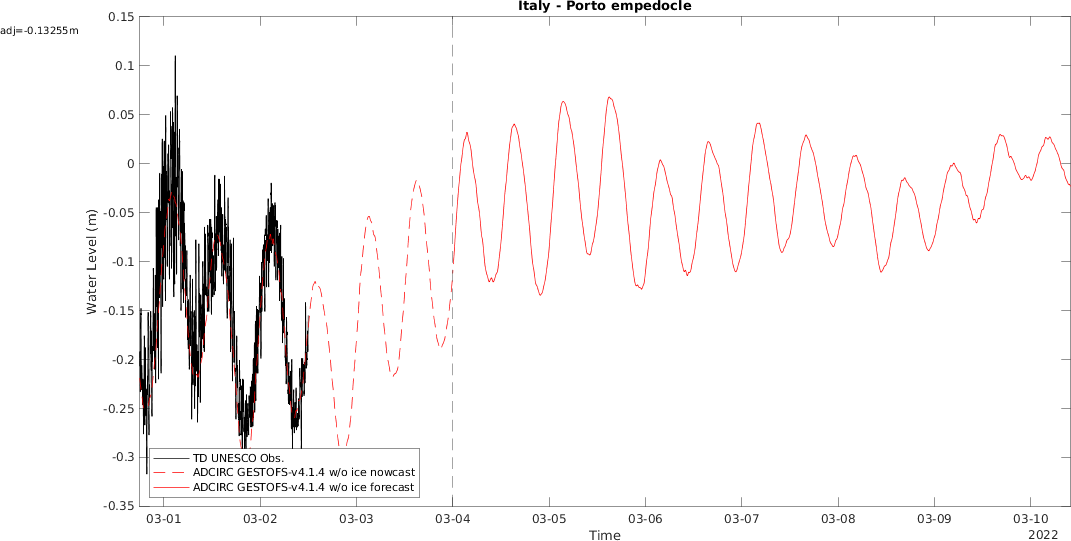 Italy - Porto empedocle
adj=-0.13255m
0.15
0.1
0.05
0
-0.05
-0.1
-0.15
-0.2
-0.25
-0.3
-0.35
Water Level (m)
TD UNESCO Obs.
ADCIRC GESTOFS-v4.1.4 w/o ice nowcast
ADCIRC GESTOFS-v4.1.4 w/o ice forecast
03-01 03-02 03-03 03-04 03-05 03-06 03-07 03-08 03-09 03-10
Time
2022